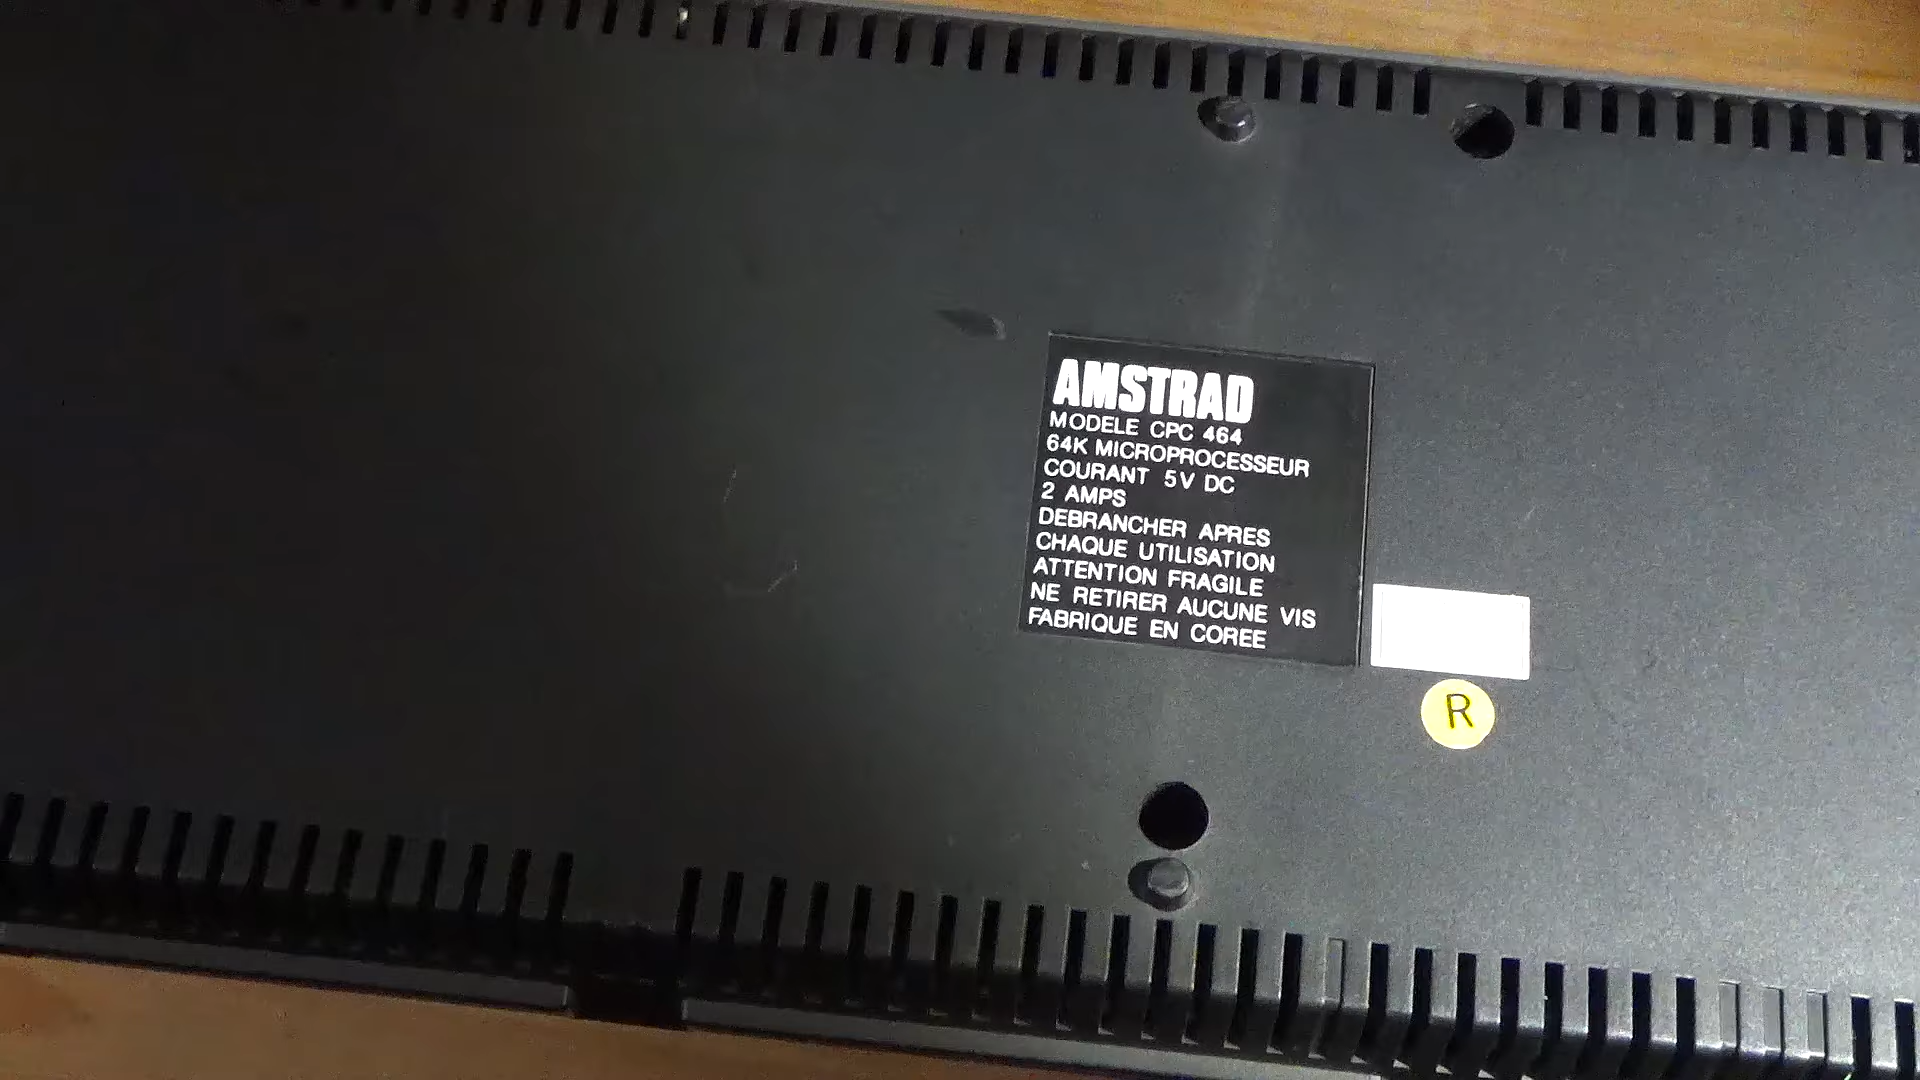 AMSTRAD
MODELE CPC 464
64K MICROPROCESSEUR
COURANT 5V DC
2 AMPS
DEBRANCHER APRES
CHAQUE UTILISATION
ATTENTION FRAGILE
NE RETIRER AUCUNE VIS
FABRIQUE EN COREE
R